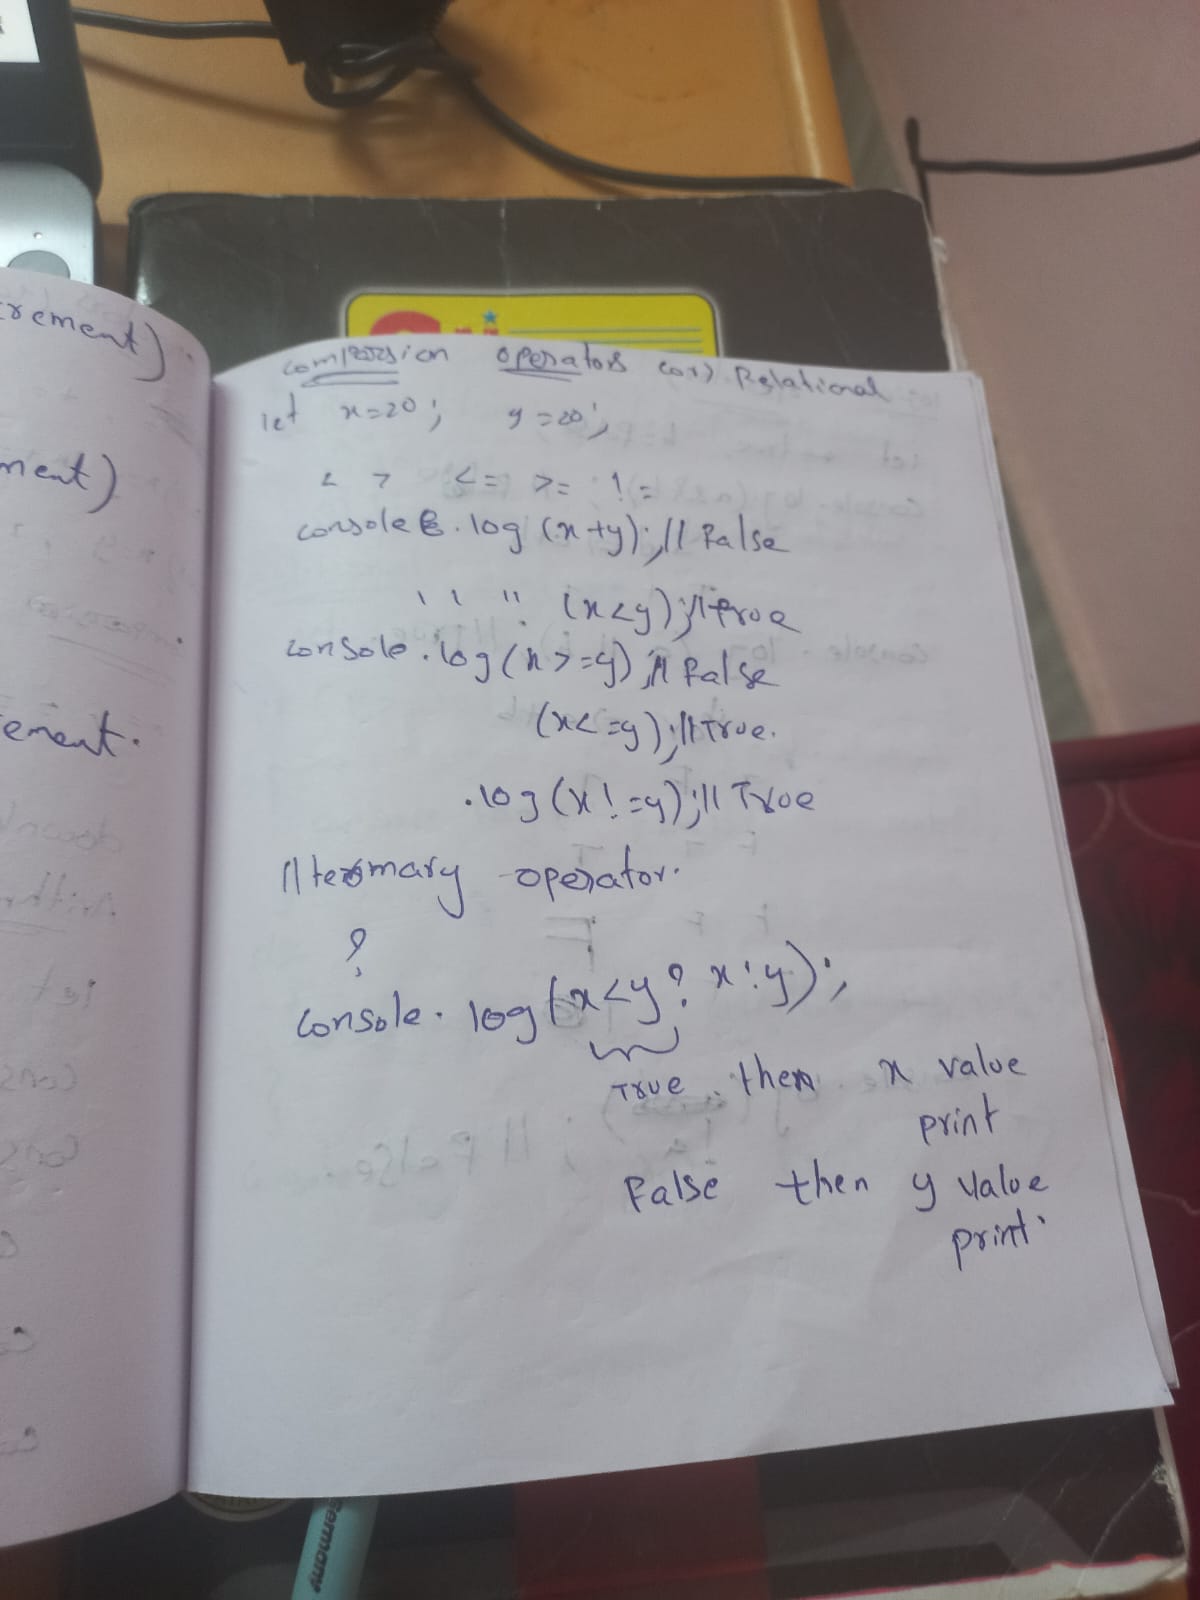 rement)
ment)
ement.
comparsion operators (or) Relational
let x=20; y=20;
< > <= >= !=
console.log(x+y);//False
" " (x<y);//true
console.log(x>=y);//False
(x<=y);//True.
.log(x!=y);//True
//ternmary operator.
?
console.log(x<y?x:y);
True then x value
print
False then y value
print.